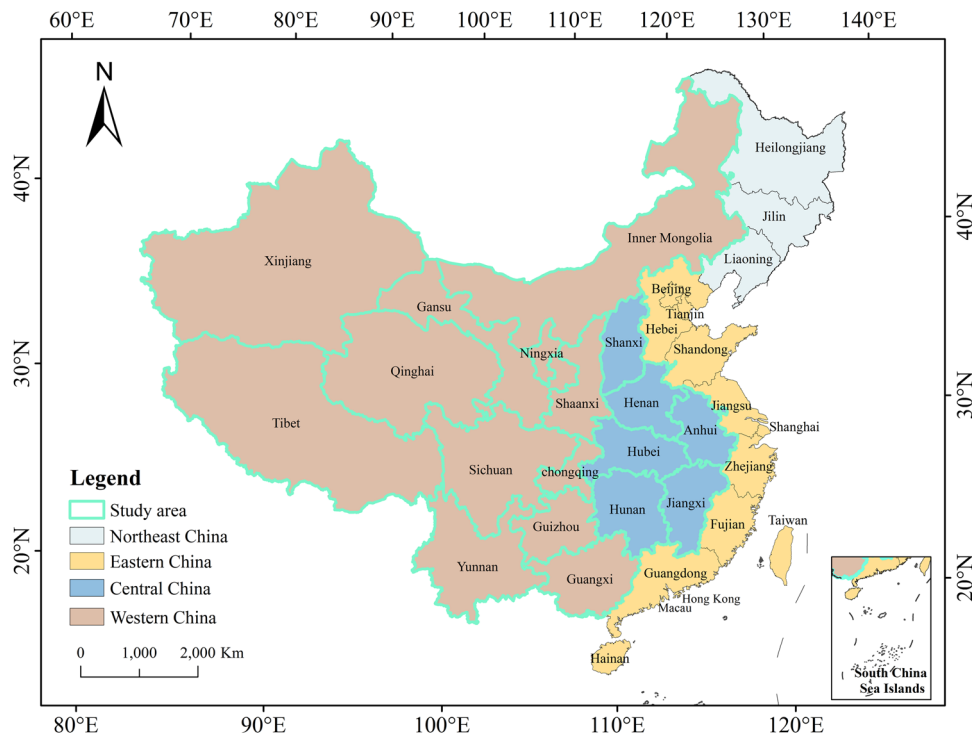 60°E 70°E 80°E 90°E 100°E 110°E 120°E 130°E 140°E
N
40°N
30°N
20°N
40°N
30°N
20°N
Heilongjiang
Jilin
Liaoning
Inner Mongolia
Xinjiang
Gansu
Beijing
Tianjin
Hebei
Shanxi
Shandong
Ningxia
Qinghai
Shaanxi
Henan
Jiangsu
Tibet
Anhui
Shanghai
Hubei
Sichuan
chongqing
Zhejiang
Hunan
Jiangxi
Guizhou
Fujian
Taiwan
Yunnan
Guangxi
Guangdong
Hong Kong
Macau
Hainan
Legend
Study area
Northeast China
Eastern China
Central China
Western China
0 1,000 2,000 Km
South China
Sea Islands
80°E 90°E 100°E 110°E 120°E